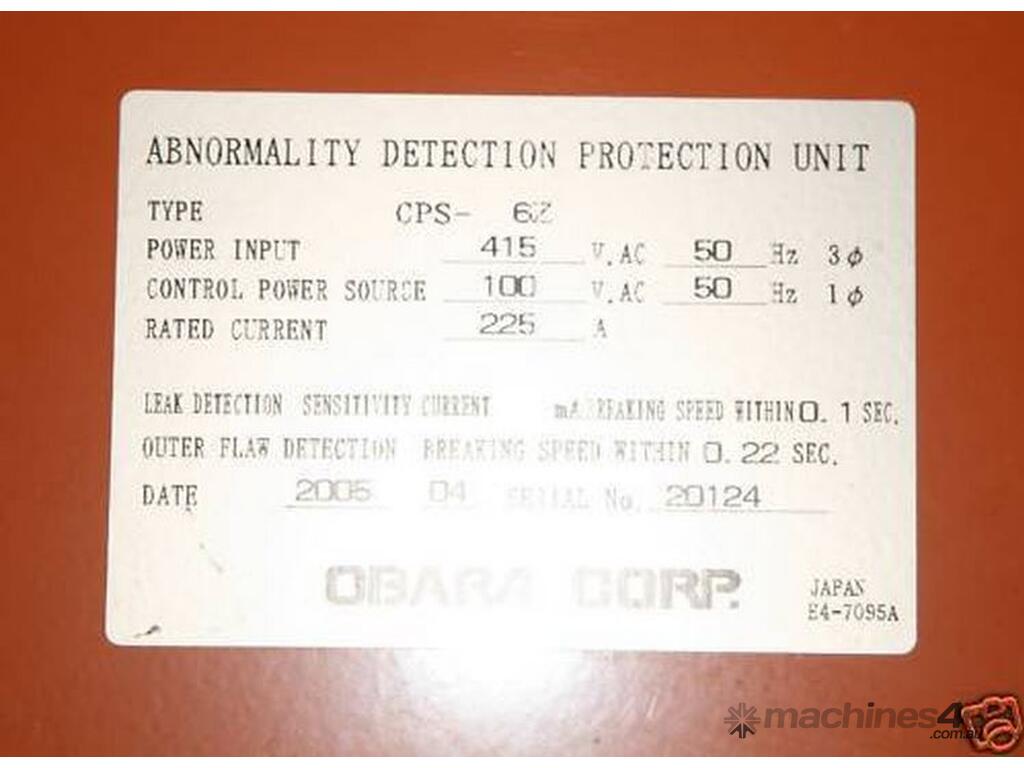 ABNORMALITY DETECTION PROTECTION UNIT
TYPE CPS-
POWER INPUT 415 V.AC 50 Hz 3φ
CONTROL POWER SOURCE 100 V.AC 50 Hz 1φ
RATED CURRENT 225 A
LEAK DETECTION SENSITIVITY CURRENT mA BREAKING SPEED WITHIN 0.1 SEC.
OUTER FLAW DETECTION BREAKING SPEED WITHIN 0.22 SEC.
DATE 2005 04 SERIAL No. 20124
OBARA CORP.
JAPAN
E4-7095A
machines4
.com.au